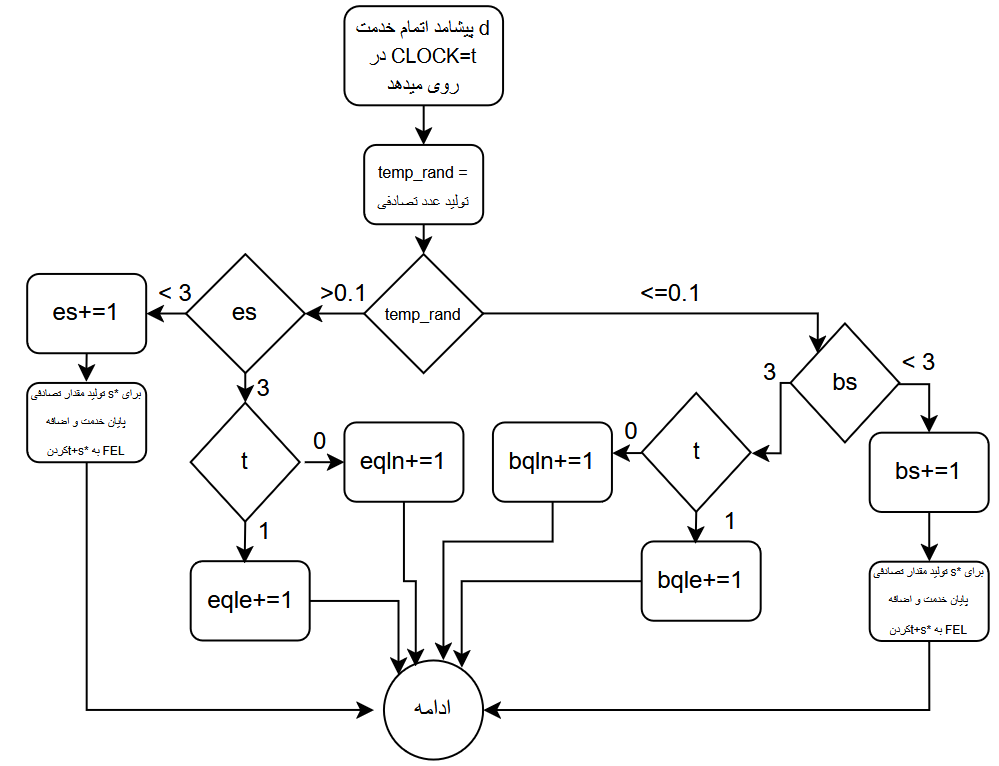 d پیشامد اتمام خدمت
در CLOCK=t
روی میدهد
temp_rand =
تولید عدد تصادفی
temp_rand
>0.1
<=0.1
es
< 3
es+=1
برای s* تولید مقدار تصادفی
پایان خدمت و اضافه
کردنt+s* به FEL
3
t
0
eqln+=1
1
eqle+=1
bs
3
< 3
t
0
bqln+=1
1
bqle+=1
bs+=1
برای s* تولید مقدار تصادفی
پایان خدمت و اضافه
کردنt+s* به FEL
ادامه